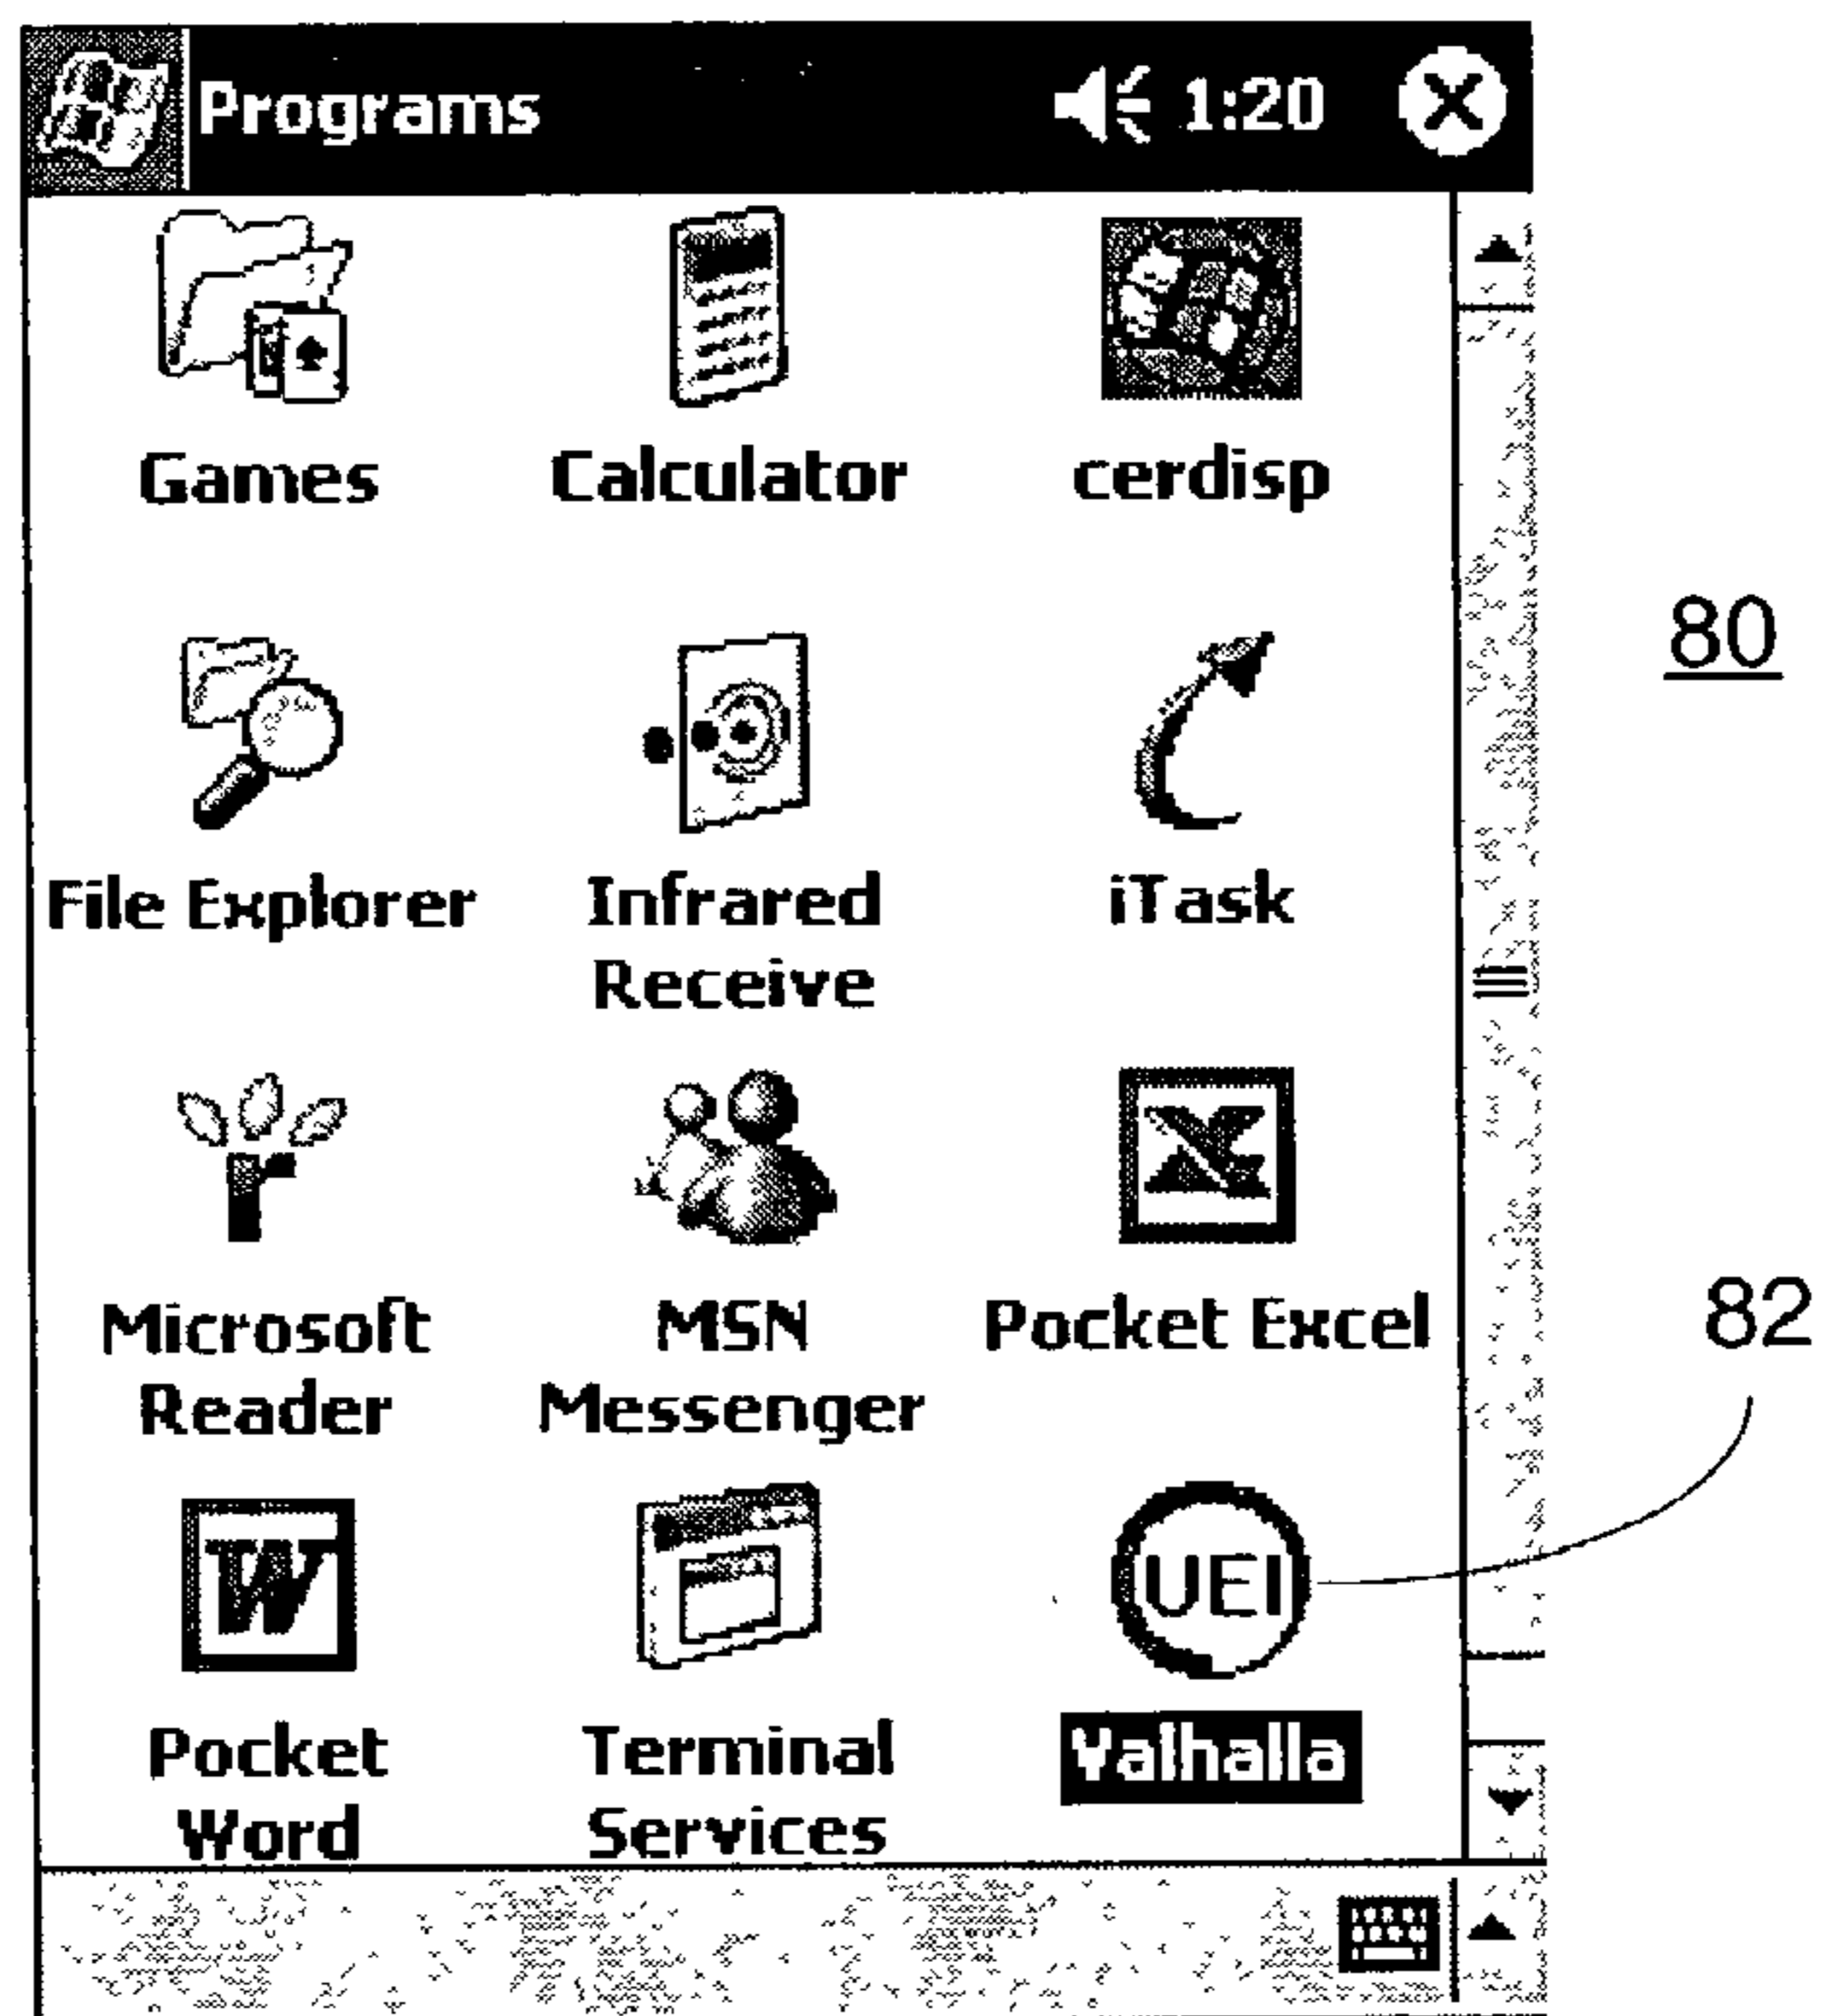 Programs 1:20
Games Calculator cerdisp
80
File Explorer Infrared iTask
Receive
Microsoft MSN Pocket Excel
Reader Messenger
82
UEI
Pocket Terminal Valhalla
Word Services